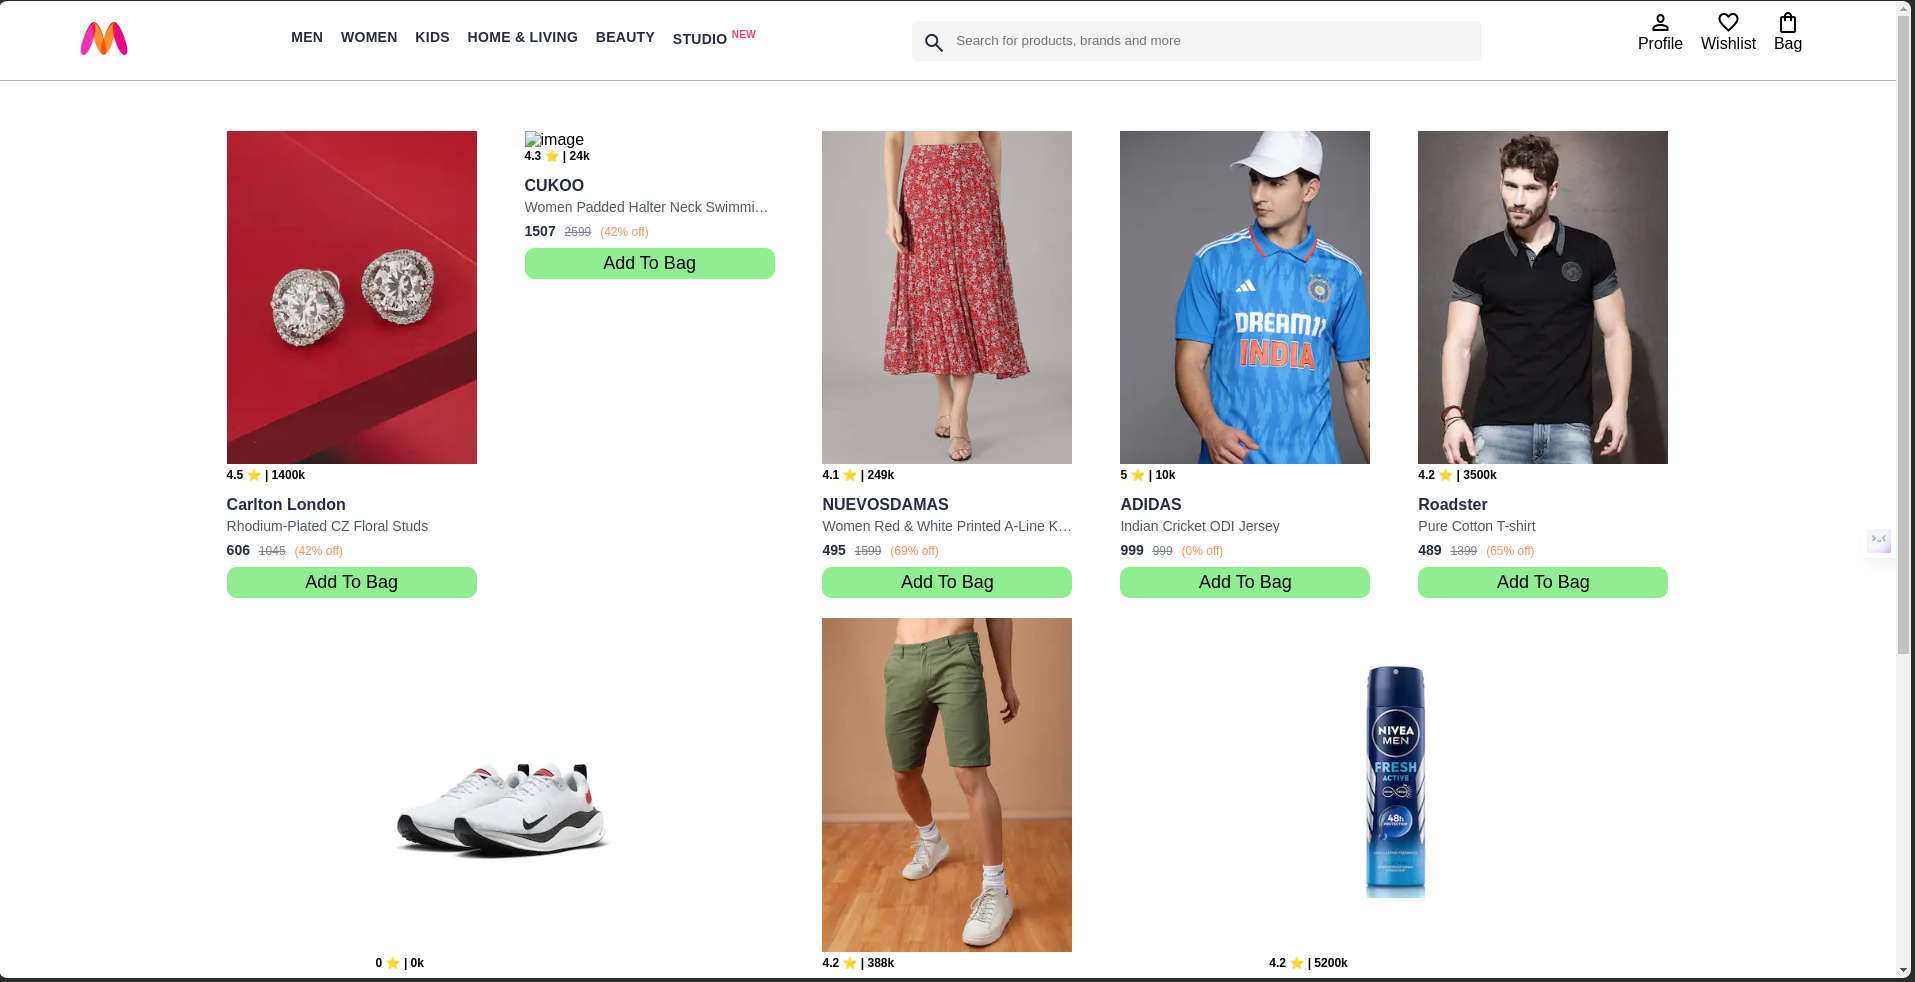 MEN WOMEN KIDS HOME & LIVING BEAUTY STUDIO NEW
Search for products, brands and more
Profile Wishlist Bag
4.5 ⭐ | 1400k
Carlton London
Rhodium-Plated CZ Floral Studs
606 1045 (42% off)
Add To Bag
image
4.3 ⭐ | 24k
CUKOO
Women Padded Halter Neck Swimmi…
1507 2599 (42% off)
Add To Bag
4.1 ⭐ | 249k
NUEVOSDAMAS
Women Red & White Printed A-Line K…
495 1599 (69% off)
Add To Bag
DREAM11
INDIA
5 ⭐ | 10k
ADIDAS
Indian Cricket ODI Jersey
999 999 (0% off)
Add To Bag
4.2 ⭐ | 3500k
Roadster
Pure Cotton T-shirt
489 1399 (65% off)
Add To Bag
0 ⭐ | 0k
4.2 ⭐ | 388k
NIVEA
MEN
FRESH
ACTIVE
48h
PROTECTION
4.2 ⭐ | 5200k